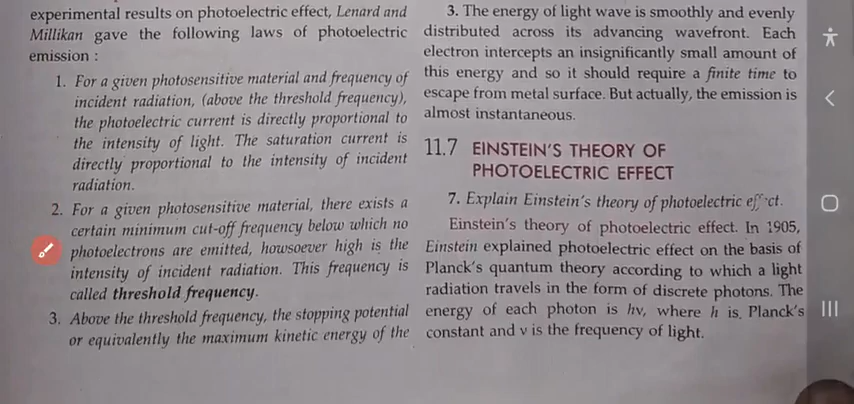 experimental results on photoelectric effect, Lenard and
Millikan gave the following laws of photoelectric
emission :
1. For a given photosensitive material and frequency of
incident radiation, (above the threshold frequency),
the photoelectric current is directly proportional to
the intensity of light. The saturation current is
directly proportional to the intensity of incident
radiation.
2. For a given photosensitive material, there exists a
certain minimum cut-off frequency below which no
photoelectrons are emitted, howsoever high is the
intensity of incident radiation. This frequency is
called threshold frequency.
3. Above the threshold frequency, the stopping potential
or equivalently the maximum kinetic energy of the
3. The energy of light wave is smoothly and evenly
distributed across its advancing wavefront. Each
electron intercepts an insignificantly small amount of
this energy and so it should require a finite time to
escape from metal surface. But actually, the emission is
almost instantaneous.
11.7 EINSTEIN'S THEORY OF
PHOTOELECTRIC EFFECT
7. Explain Einstein's theory of photoelectric effect.
Einstein's theory of photoelectric effect. In 1905,
Einstein explained photoelectric effect on the basis of
Planck's quantum theory according to which a light
radiation travels in the form of discrete photons. The
energy of each photon is hν, where h is Planck's
constant and ν is the frequency of light.